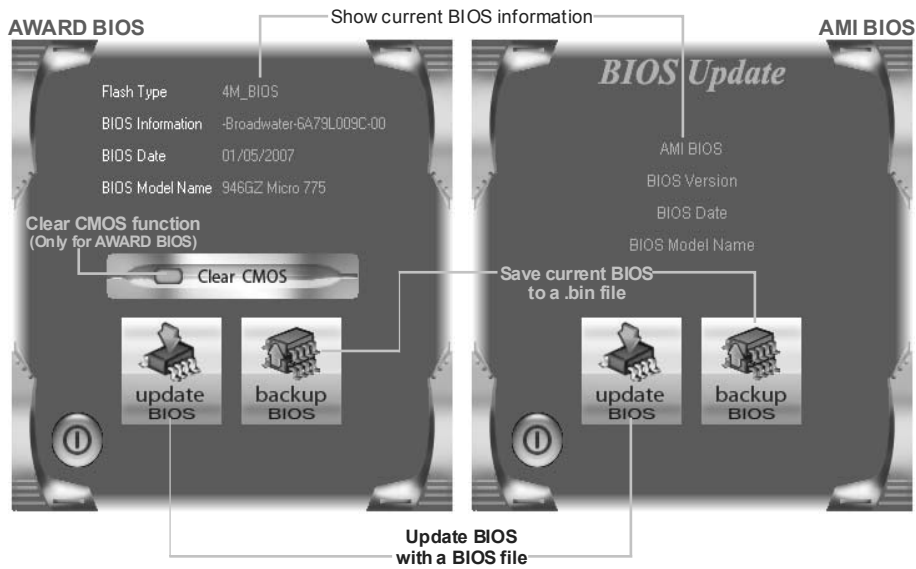 Show current BIOS information
AWARD BIOS
AMI BIOS
BIOS Update
Flash Type 4M_BIOS
BIOS Information -Broadwater-6A79L009C-00
BIOS Date 01/05/2007
BIOS Model Name 946GZ Micro 775
AMI BIOS
BIOS Version
BIOS Date
BIOS Model Name
Clear CMOS function
(Only for AWARD BIOS)
Clear CMOS
Save current BIOS
to a .bin file
update
BIOS
backup
BIOS
update
BIOS
backup
BIOS
Update BIOS
with a BIOS file